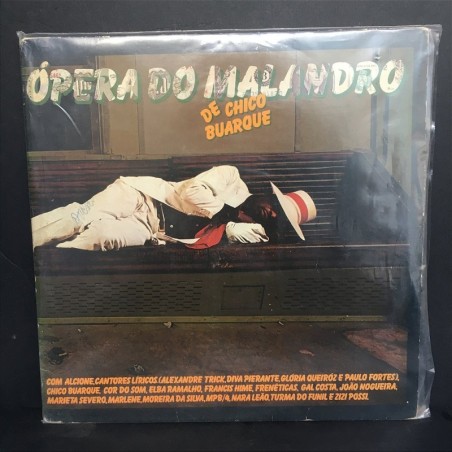 ÓPERA DO MALANDRO
DE CHICO
BUARQUE
COM ALCIONE, CANTORES LÍRICOS (ALEXANDRE TRICK, DIVA PIERANTE, GLORIA QUEIRÓZ E PAULO FORTES),
CHICO BUARQUE, COR DO SOM, ELBA RAMALHO, FRANCIS HIME, FRENÉTICAS, GAL COSTA, JOÃO NOGUEIRA,
MARIETA SEVERO, MARLENE, MOREIRA DA SILVA, MPB/4, NARA LEÃO, TURMA DO FUNIL E ZIZI POSSI.